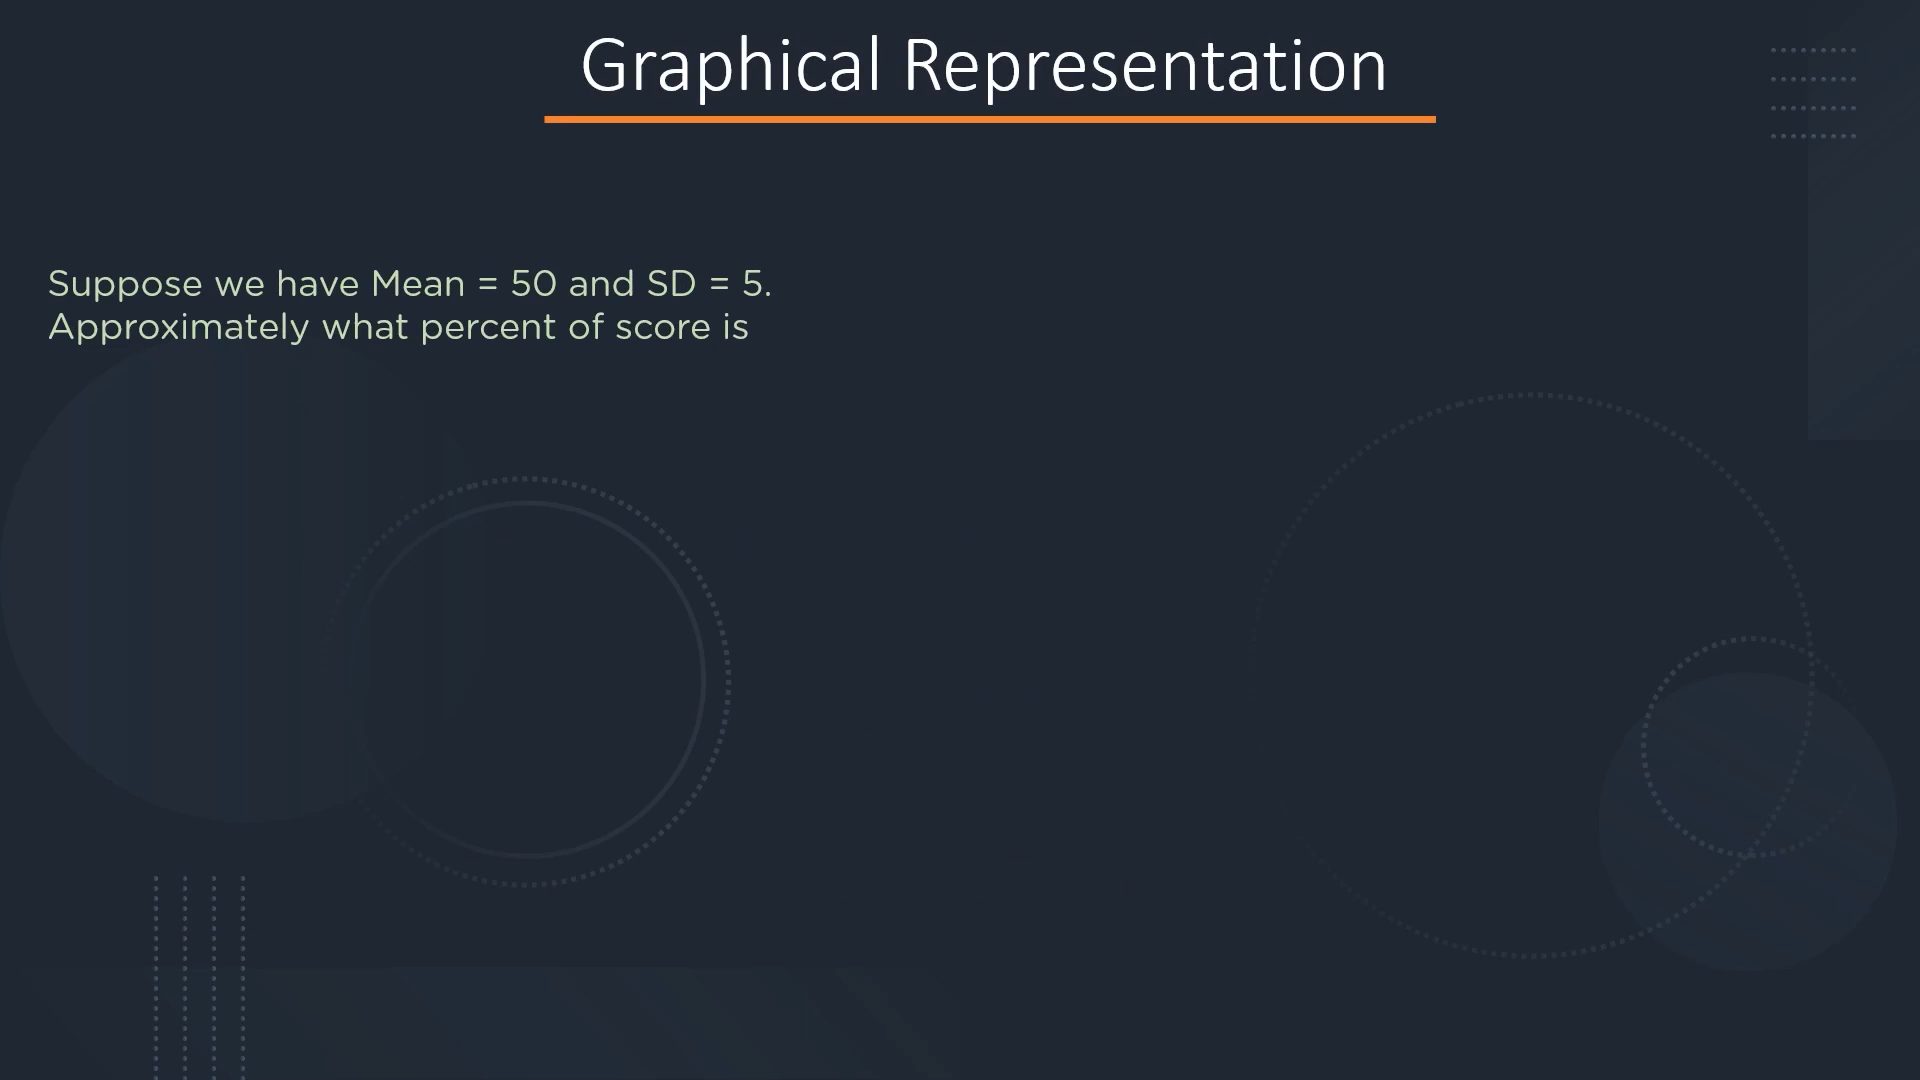 Graphical Representation
Suppose we have Mean = 50 and SD = 5.
Approximately what percent of score is